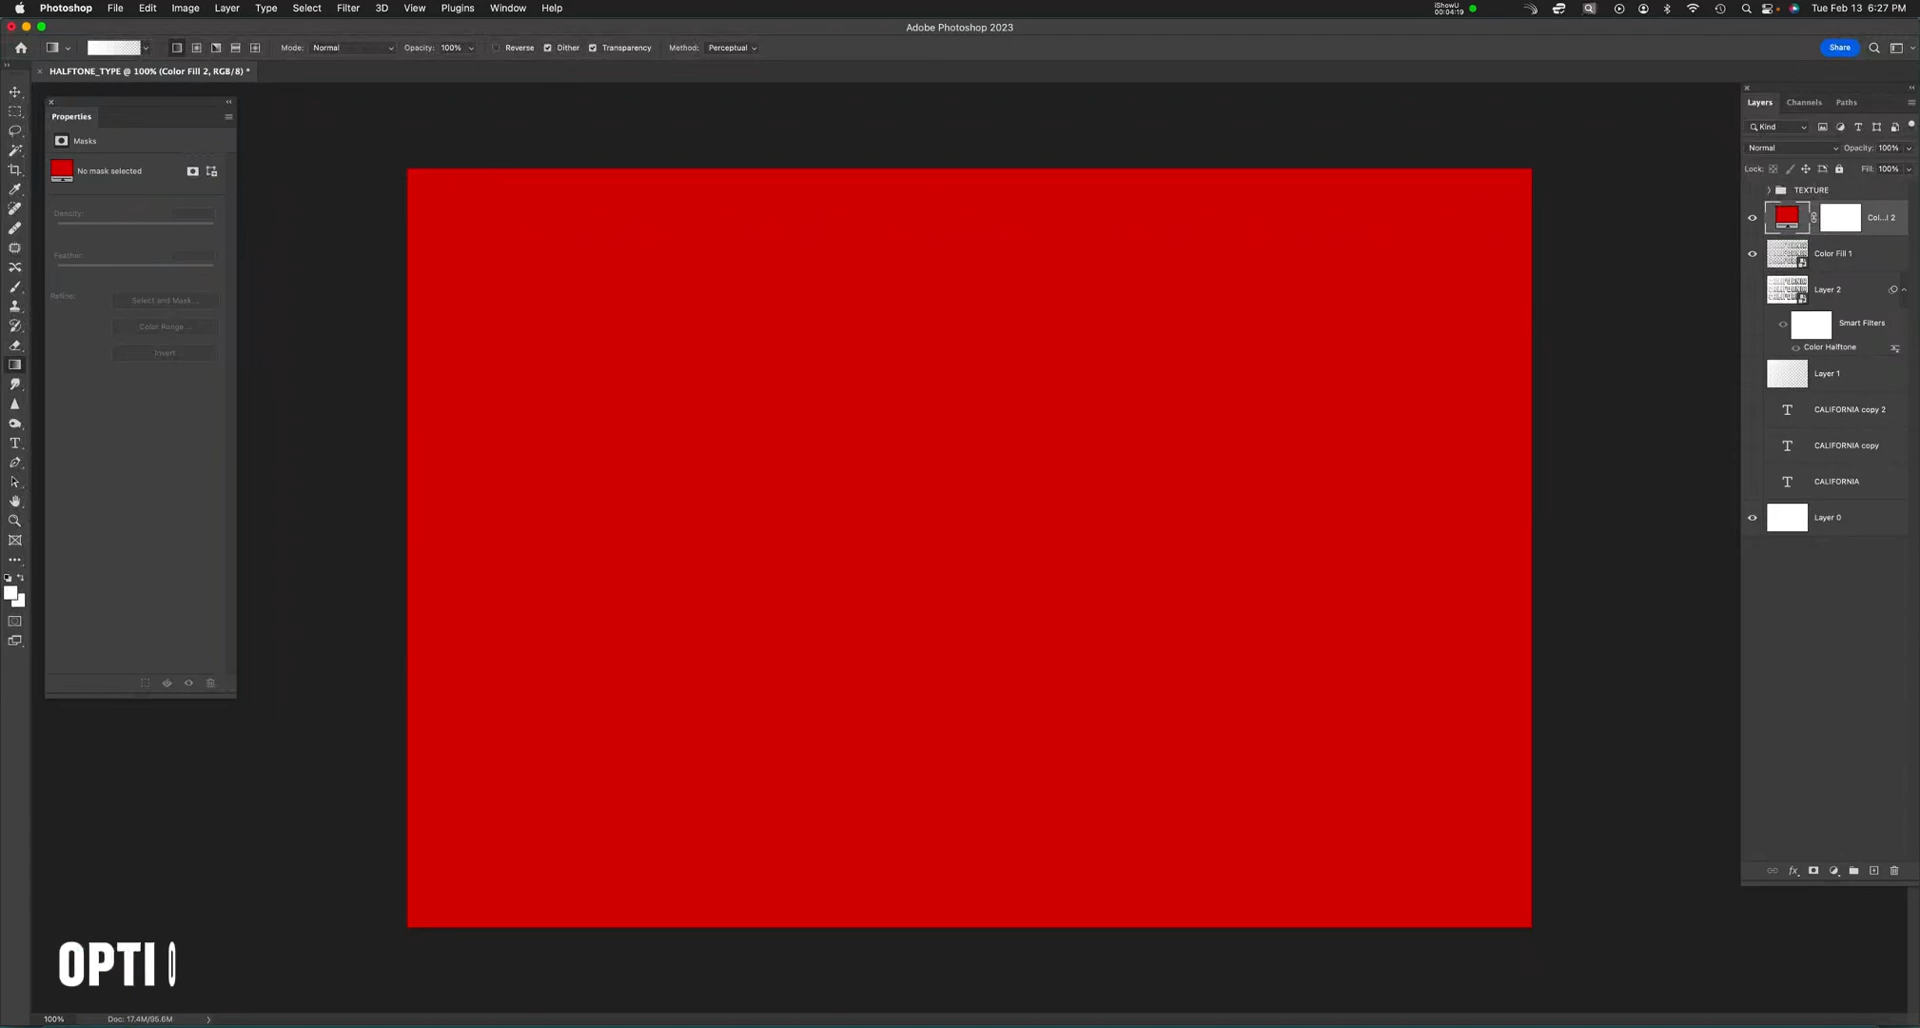 Photoshop File Edit Image Layer Type Select Filter 3D View Plugins Window Help
iShowU
00:04:19
Tue Feb 13 6:27 PM
Adobe Photoshop 2023
Mode: Normal Opacity: 100% Reverse Dither Transparency Method: Perceptual Share
HALFTONE_TYPE @ 100% (Color Fill 2, RGB/8) *
Properties
Masks
No mask selected
Density:
Feather:
Refine: Select and Mask...
Color Range...
Invert
Layers Channels Paths
Kind
Normal Opacity: 100%
Lock: Fill: 100%
TEXTURE
Col...l 2
Color Fill 1
Layer 2
Smart Filters
Color Halftone
Layer 1
CALIFORNIA copy 2
CALIFORNIA copy
CALIFORNIA
Layer 0
OPTI
100% Doc: 17.4M/95.6M